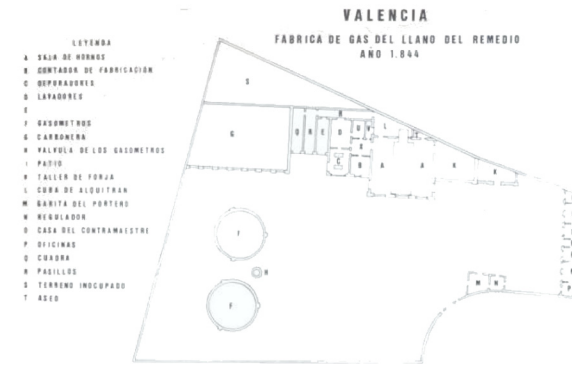 VALENCIA
FABRICA DE GAS DEL LLANO DEL REMEDIO
AÑO 1.844
LEYENDA
A SALA DE HORNOS
B CONTADOR DE FABRICACIÓN
C DEPURADORES
D LAVADORES
E
F GASOMETROS
G CARBONERA
H VALVULA DE LOS GASOMETROS
I PATIO
K TALLER DE FORJA
L CUBA DE ALQUITRAN
M GARITA DEL PORTERO
N REGULADOR
O CASA DEL CONTRAMAESTRE
P OFICINAS
Q CUADRA
R PASILLOS
S TERRENO INOCUPADO
T ASEO
S
G
L
C
B
A
A
K
K
F
H
F
M
N